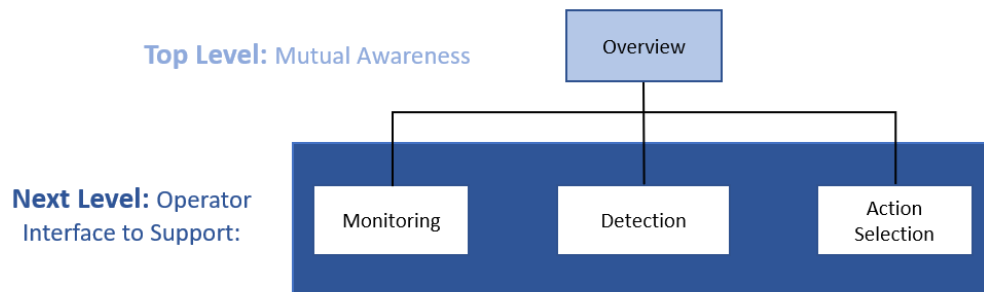 Top Level: Mutual Awareness
Overview
Next Level: Operator
Interface to Support:
Monitoring
Detection
Action
Selection